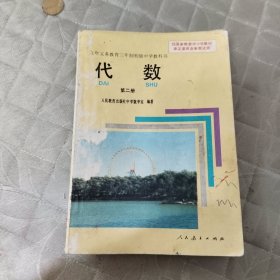 九年义务教育三年制初级中学教科书
代数
DAI SHU
第二册
人民教育出版社中学数学室 编著
人民教育出版社